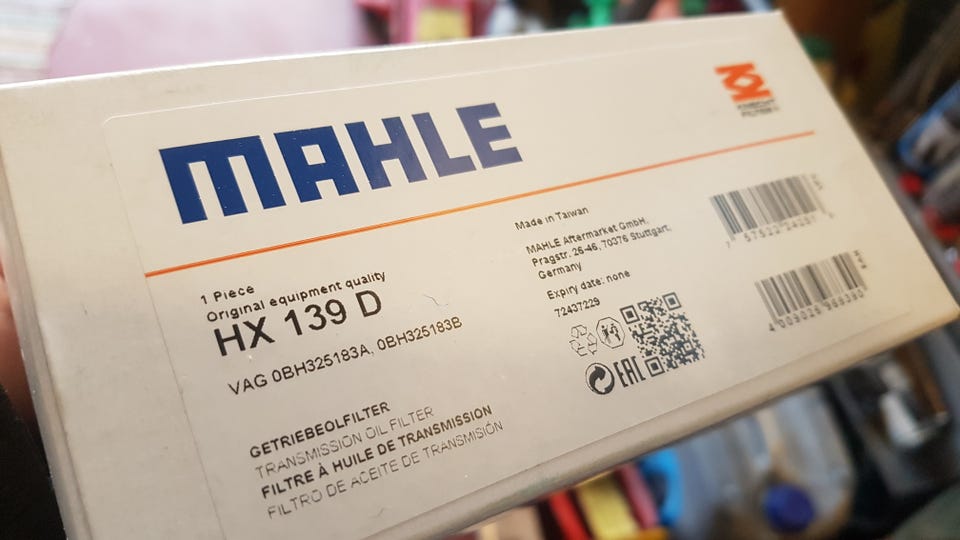 MAHLE
KNECHT
FILTER
1 Piece
Original equipment quality
HX 139 D
VAG 0BH325183A, 0BH325183B
GETRIEBEOLFILTER
TRANSMISSION OIL FILTER
FILTRE À HUILE DE TRANSMISSION
FILTRO DE ACEITE DE TRANSMISIÓN
Made in Taiwan
MAHLE Aftermarket GmbH,
Pragstr. 26-46, 70376 Stuttgart,
Germany
Expiry date: none
72437229
EAC